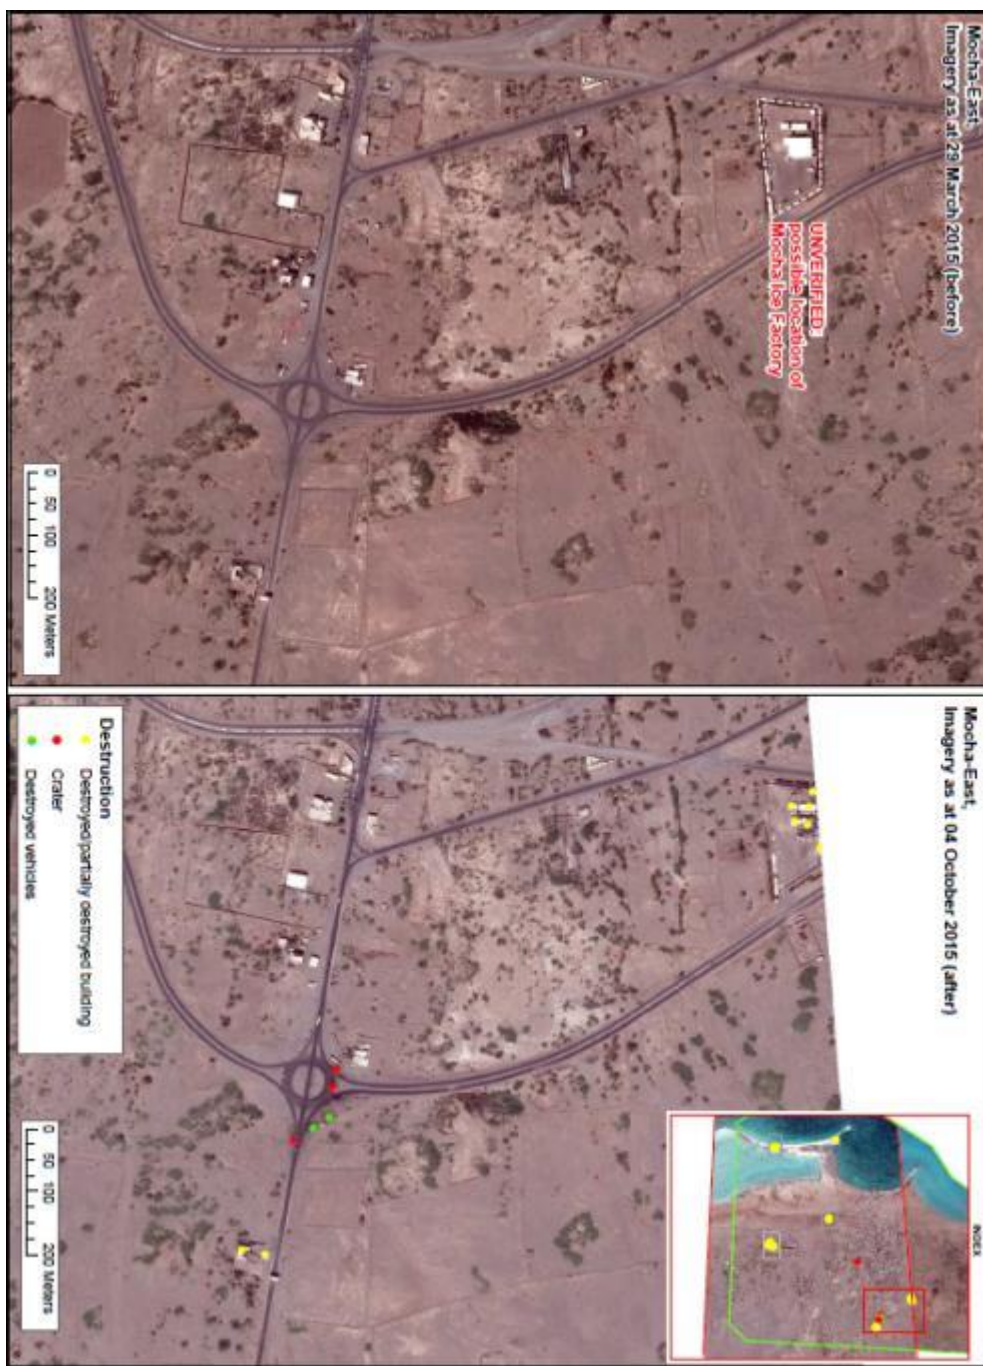 Mocha-East,
Imagery as at 29 March 2015 (before)
UNVERIFIED:
possible location of
Mocha Ice Factory
0 50 100 200 Meters
Mocha-East,
Imagery as at 04 October 2015 (after)
INDEX
Destruction
Destroyed/partially destroyed building
Crater
Destroyed vehicles
0 50 100 200 Meters